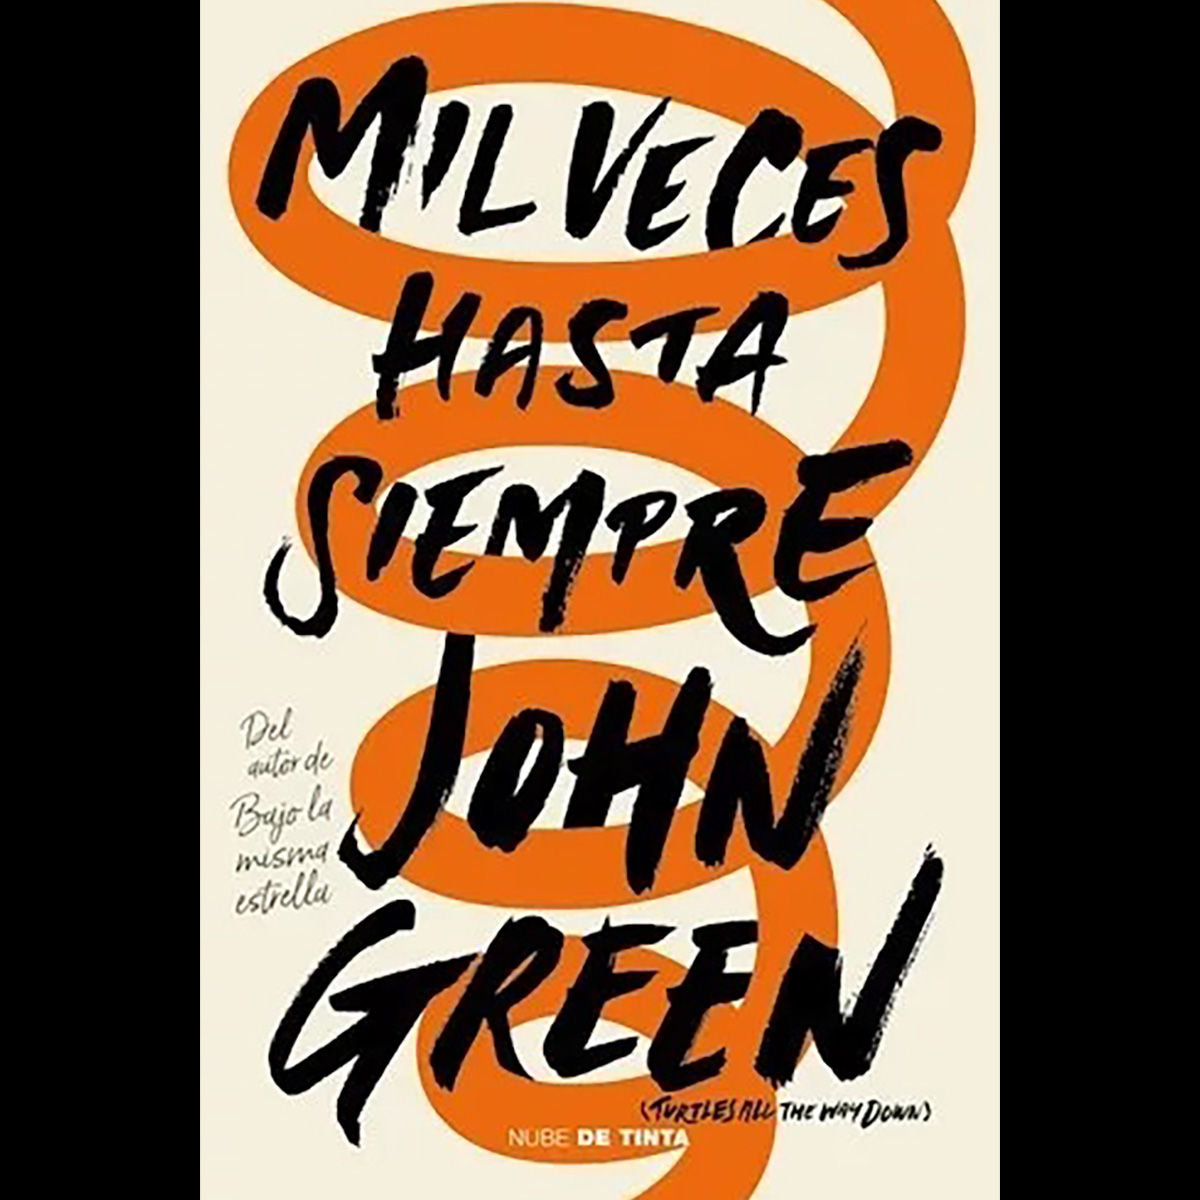 MIL VECES
HASTA
SIEMPRE
JOHN
GREEN
Del
autor de
Bajo la
misma
estrella
(TURTLES ALL THE WAY DOWN)
NUBE DE TINTA